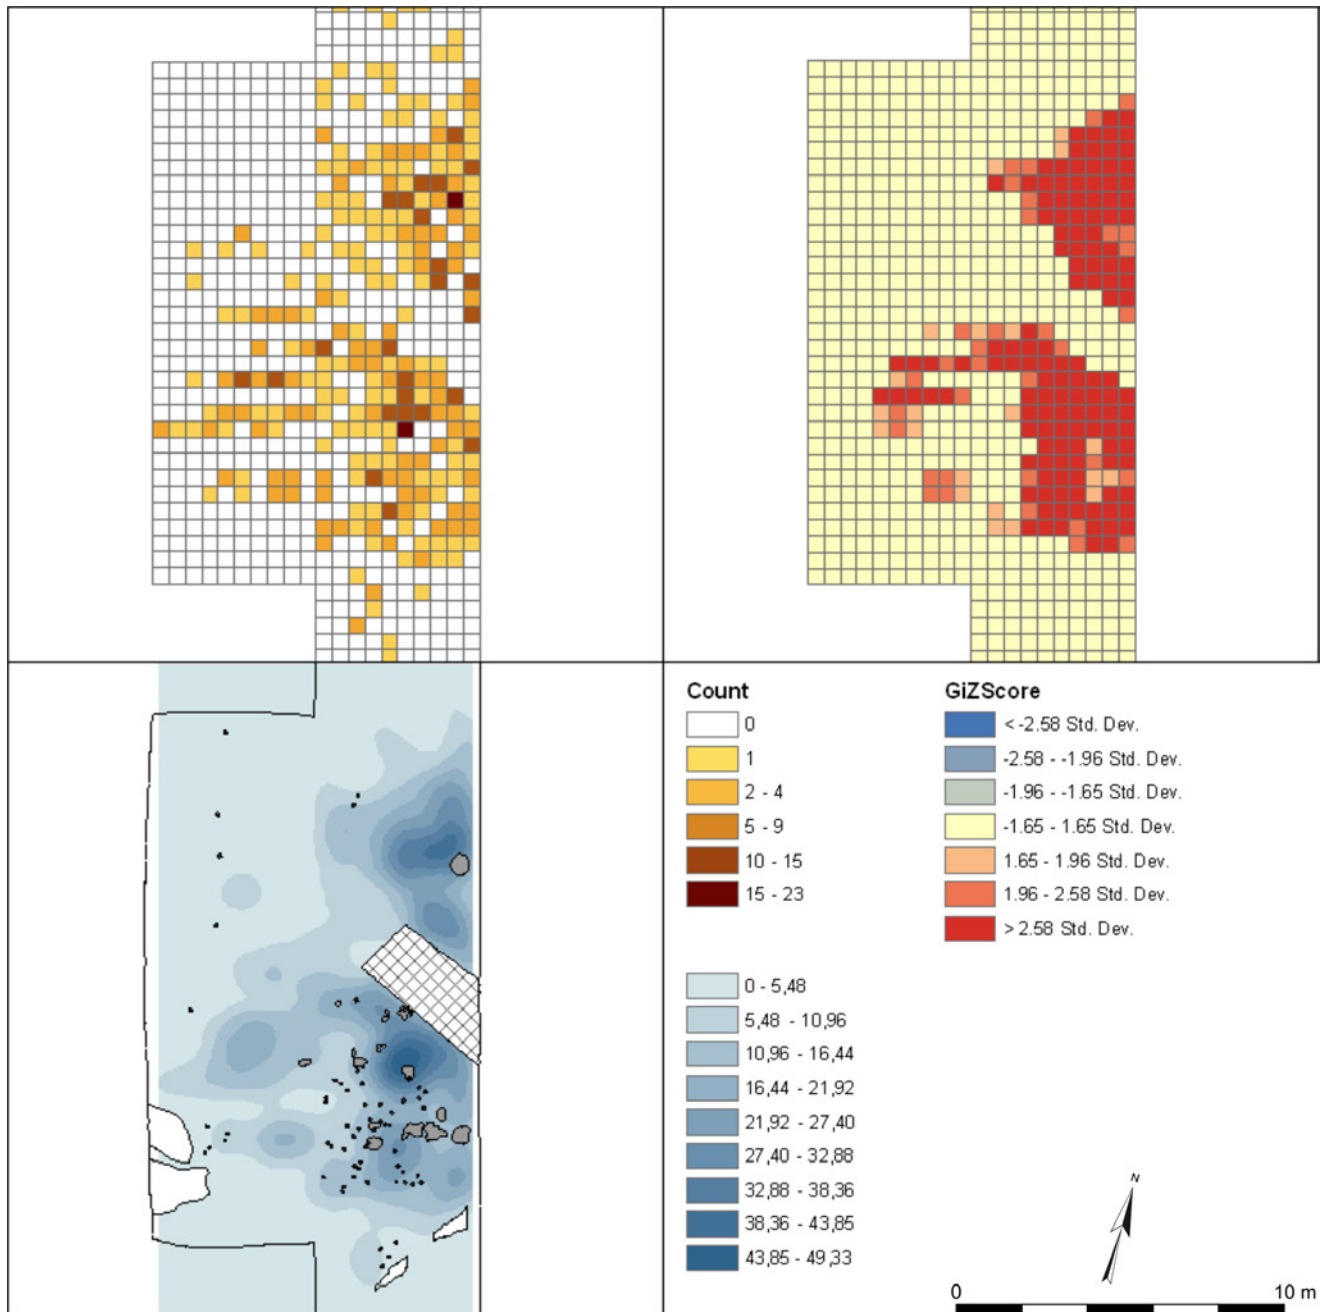 Count
0
1
2 - 4
5 - 9
10 - 15
15 - 23
GiZScore
< -2.58 Std. Dev.
-2.58 - -1.96 Std. Dev.
-1.96 - -1.65 Std. Dev.
-1.65 - 1.65 Std. Dev.
1.65 - 1.96 Std. Dev.
1.96 - 2.58 Std. Dev.
> 2.58 Std. Dev.
0 - 5,48
5,48 - 10,96
10,96 - 16,44
16,44 - 21,92
21,92 - 27,40
27,40 - 32,88
32,88 - 38,36
38,36 - 43,85
43,85 - 49,33
N
0 10 m